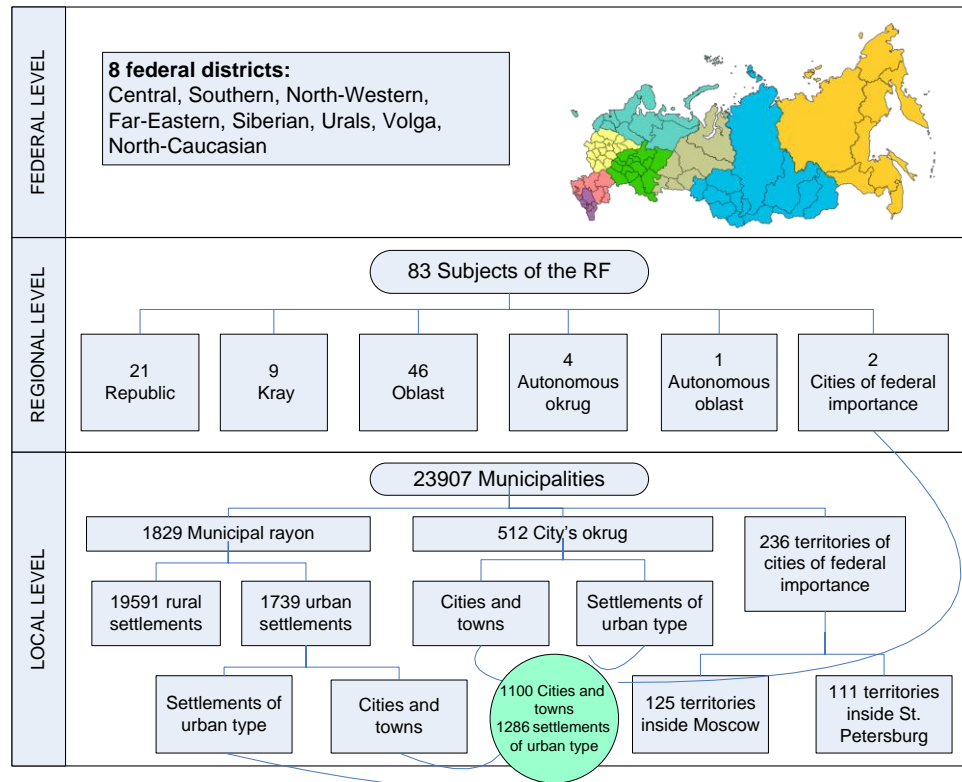 FEDERAL LEVEL
8 federal districts:
Central, Southern, North-Western,
Far-Eastern, Siberian, Urals, Volga,
North-Caucasian
REGIONAL LEVEL
83 Subjects of the RF
21
Republic
9
Kray
46
Oblast
4
Autonomous
okrug
1
Autonomous
oblast
2
Cities of federal
importance
LOCAL LEVEL
23907 Municipalities
1829 Municipal rayon
512 City's okrug
236 territories of
cities of federal
importance
19591 rural
settlements
1739 urban
settlements
Cities and
towns
Settlements of
urban type
Settlements of
urban type
Cities and
towns
1100 Cities and
towns
1286 settlements
of urban type
125 territories
inside Moscow
111 territories
inside St.
Petersburg